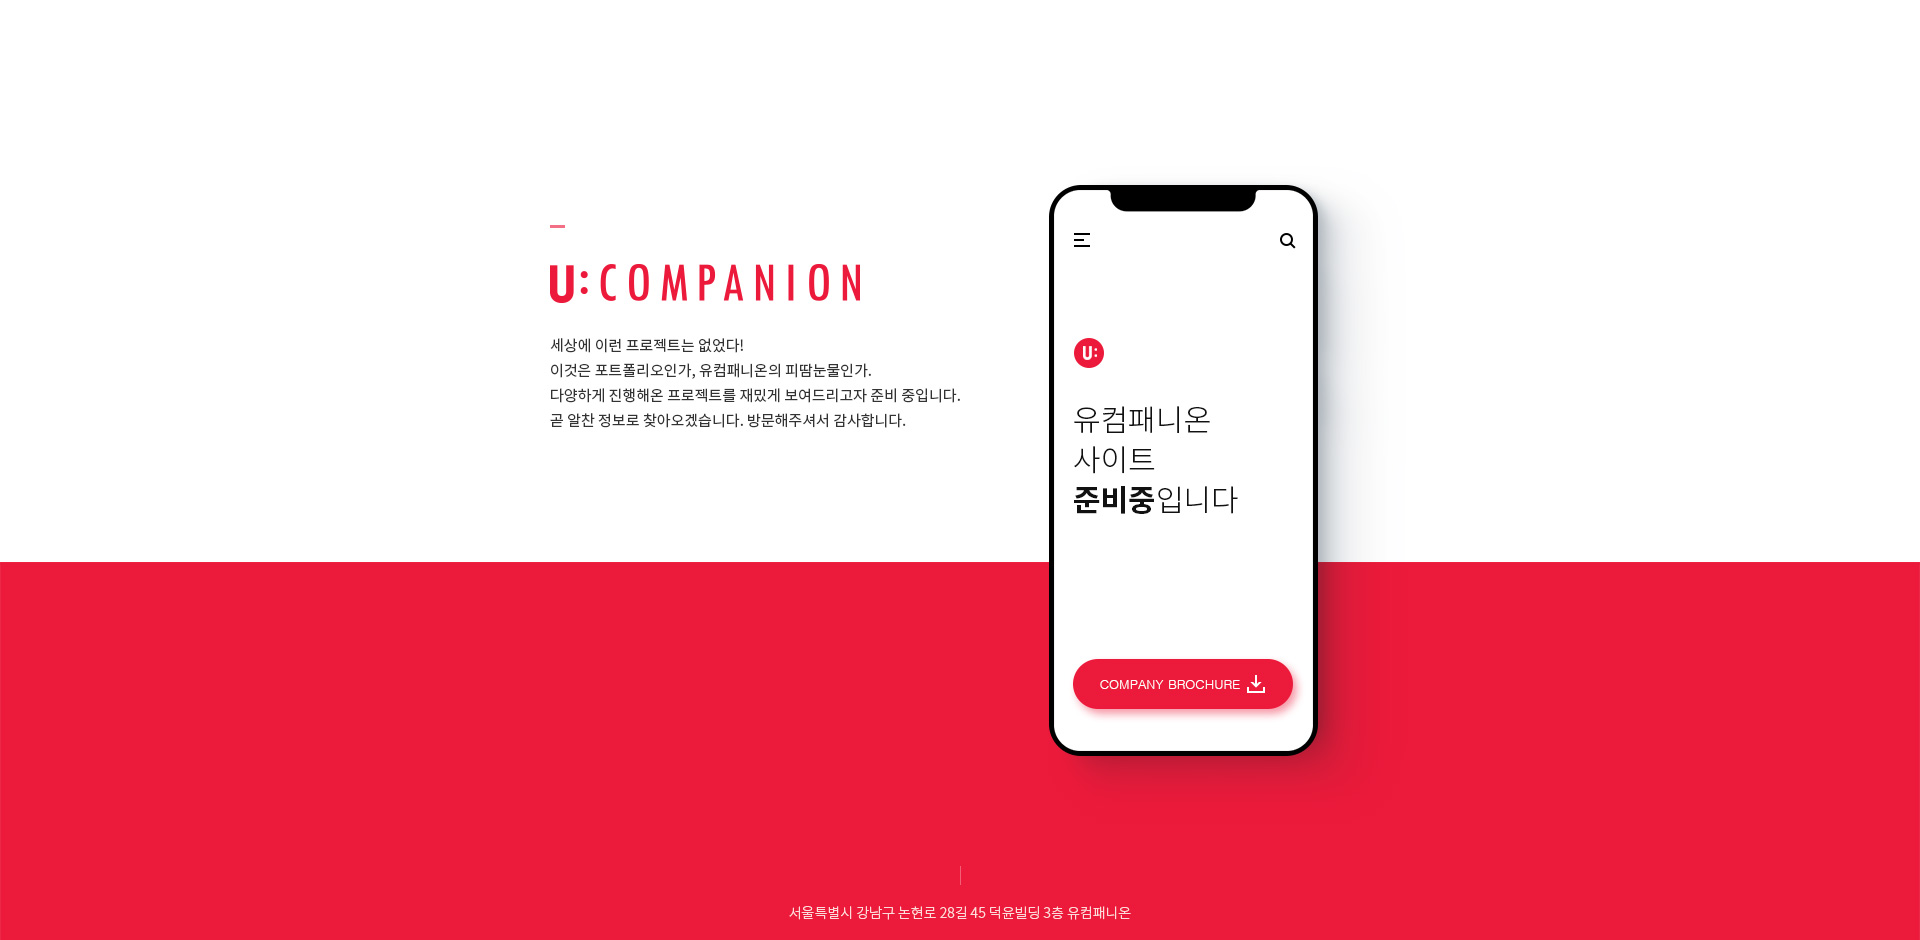 U:COMPANION
세상에 이런 프로젝트는 없었다!
이것은 포트폴리오인가, 유컴패니온의 피땀눈물인가.
다양하게 진행해온 프로젝트를 재밌게 보여드리고자 준비 중입니다.
곧 알찬 정보로 찾아오겠습니다. 방문해주셔서 감사합니다.
U:
유컴패니온
사이트
준비중입니다
COMPANY BROCHURE
서울특별시 강남구 논현로 28길 45 덕윤빌딩 3층 유컴패니온